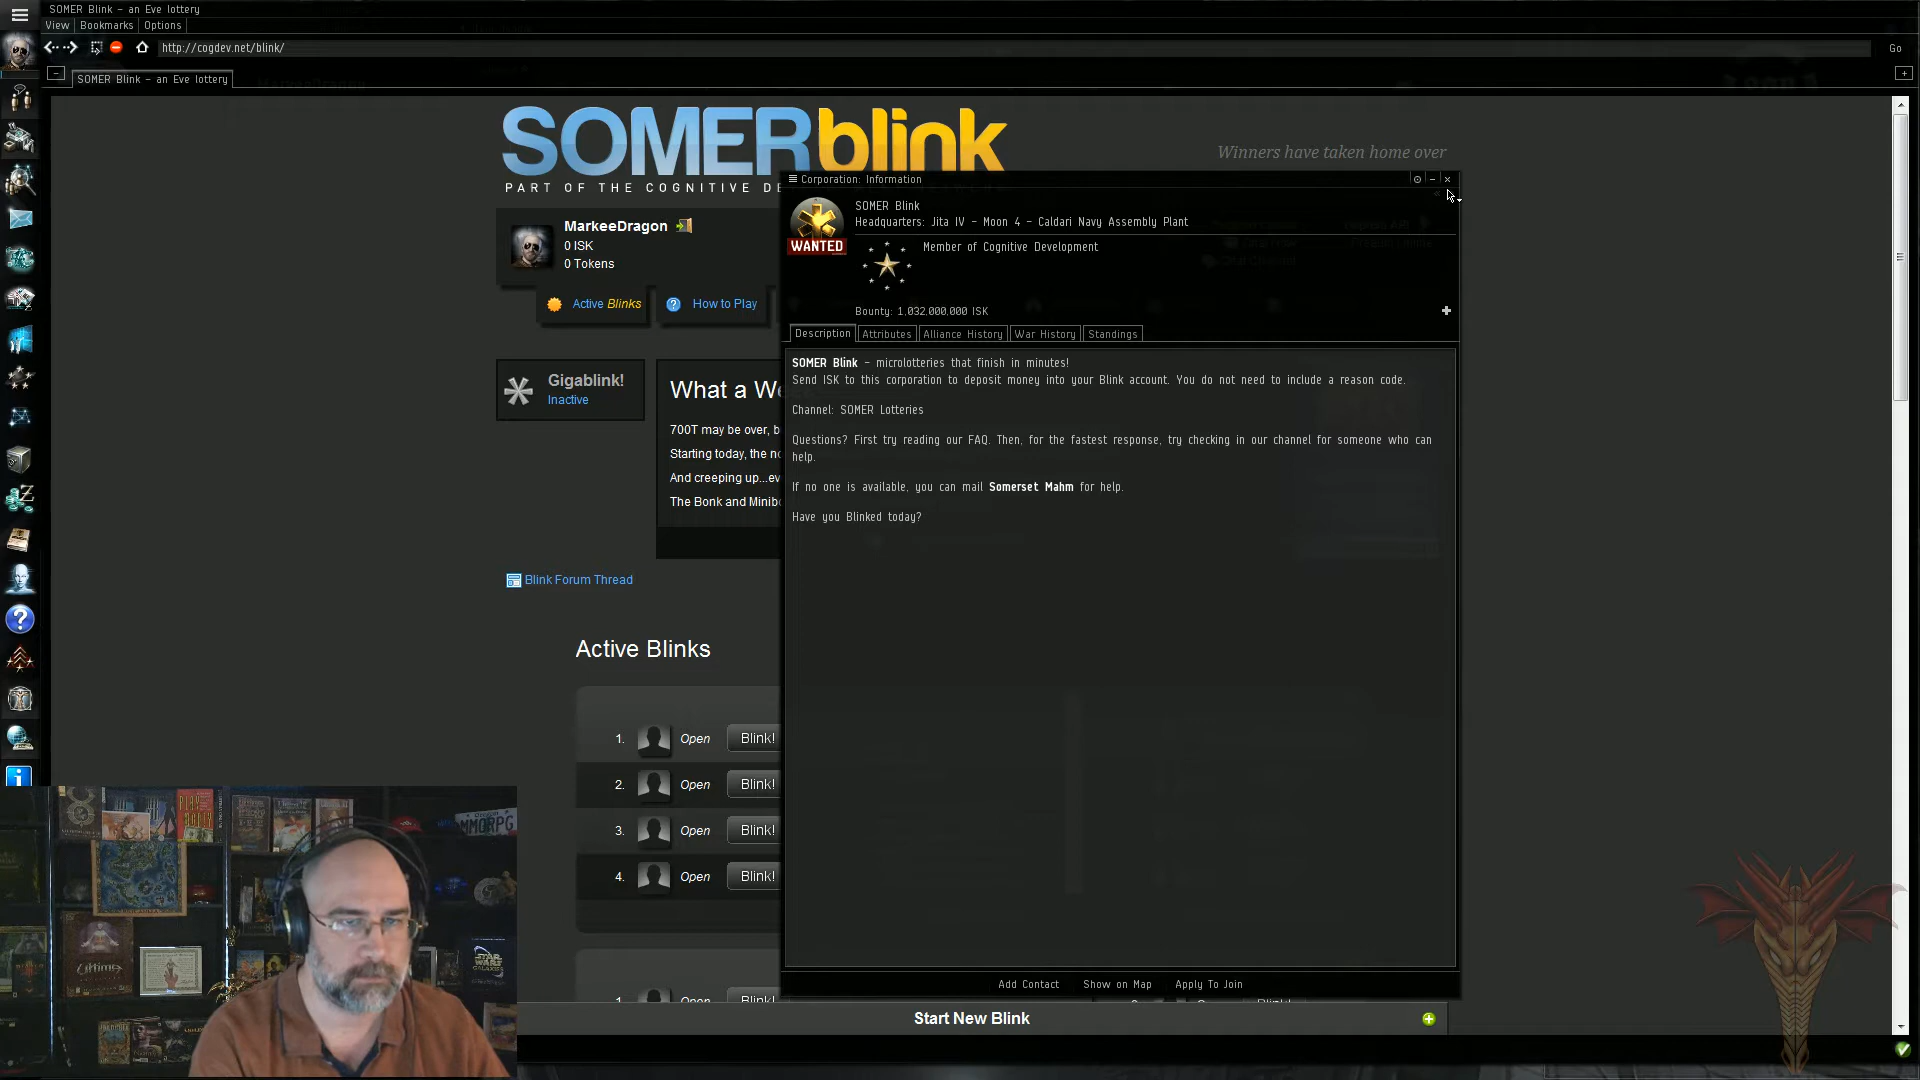 SOMER Blink - an Eve lottery
View Bookmarks Options
http://cogdev.net/blink/
Go
SOMER Blink - an Eve lottery
SOMERblink
PART OF THE COGNITIVE DE
Winners have taken home over
MarkeeDragon
0 ISK
0 Tokens
Active Blinks
How to Play
Gigablink!
Inactive
What a We
700T may be over, b
Starting today, the no
And creeping up...ev
The Bonk and Minibo
Blink Forum Thread
Active Blinks
1. Open Blink!
2. Open Blink!
3. Open Blink!
4. Open Blink!
1. Open
Start New Blink
Corporation: Information
SOMER Blink
Headquarters: Jita IV - Moon 4 - Caldari Navy Assembly Plant
WANTED
Member of Cognitive Development
Bounty: 1.032.000.000 ISK
Description Attributes Alliance History War History Standings
SOMER Blink - microlotteries that finish in minutes!
Send ISK to this corporation to deposit money into your Blink account. You do not need to include a reason code.
Channel: SOMER Lotteries
Questions? First try reading our FAQ. Then, for the fastest response, try checking in our channel for someone who can
help.
If no one is available, you can mail Somerset Mahm for help.
Have you Blinked today?
Add Contact Show on Map Apply To Join
MMORPG
Ultima
STAR WARS